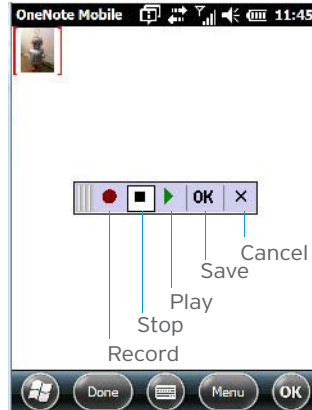 OneNote Mobile 11:45
OK
Cancel
Save
Play
Stop
Record
Done Menu OK